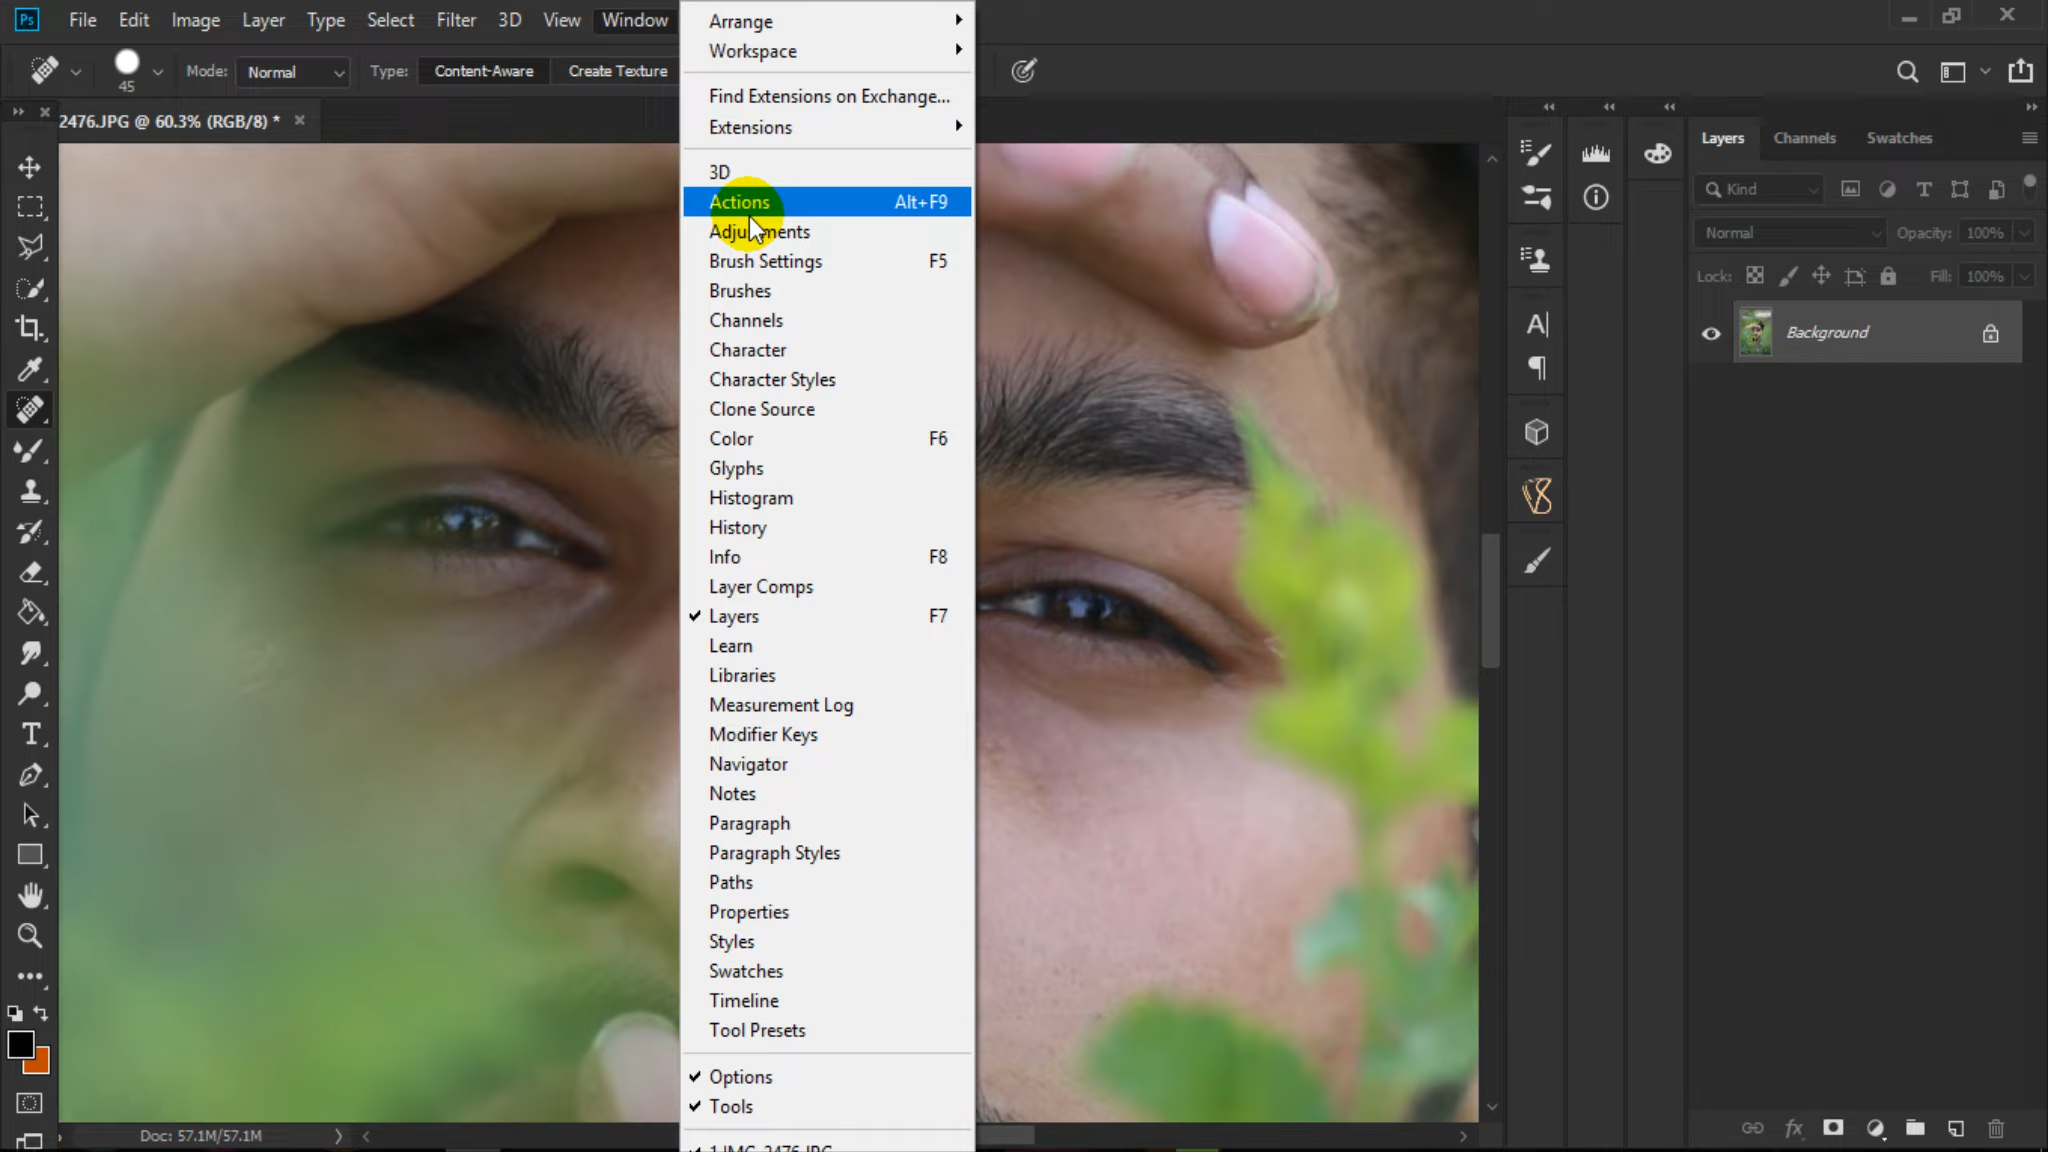 Ps File Edit Image Layer Type Select Filter 3D View Window
45 Mode: Normal Type: Content-Aware Create Texture
2476.JPG @ 60.3% (RGB/8) *
Arrange
Workspace
Find Extensions on Exchange...
Extensions
3D
Actions Alt+F9
Adjustments
Brush Settings F5
Brushes
Channels
Character
Character Styles
Clone Source
Color F6
Glyphs
Histogram
History
Info F8
Layer Comps
Layers F7
Learn
Libraries
Measurement Log
Modifier Keys
Navigator
Notes
Paragraph
Paragraph Styles
Paths
Properties
Styles
Swatches
Timeline
Tool Presets
Options
Tools
1 IMG_2476.JPG
Layers Channels Swatches
Kind
Normal Opacity: 100%
Lock: Fill: 100%
Background
fx
Doc: 57.1M/57.1M